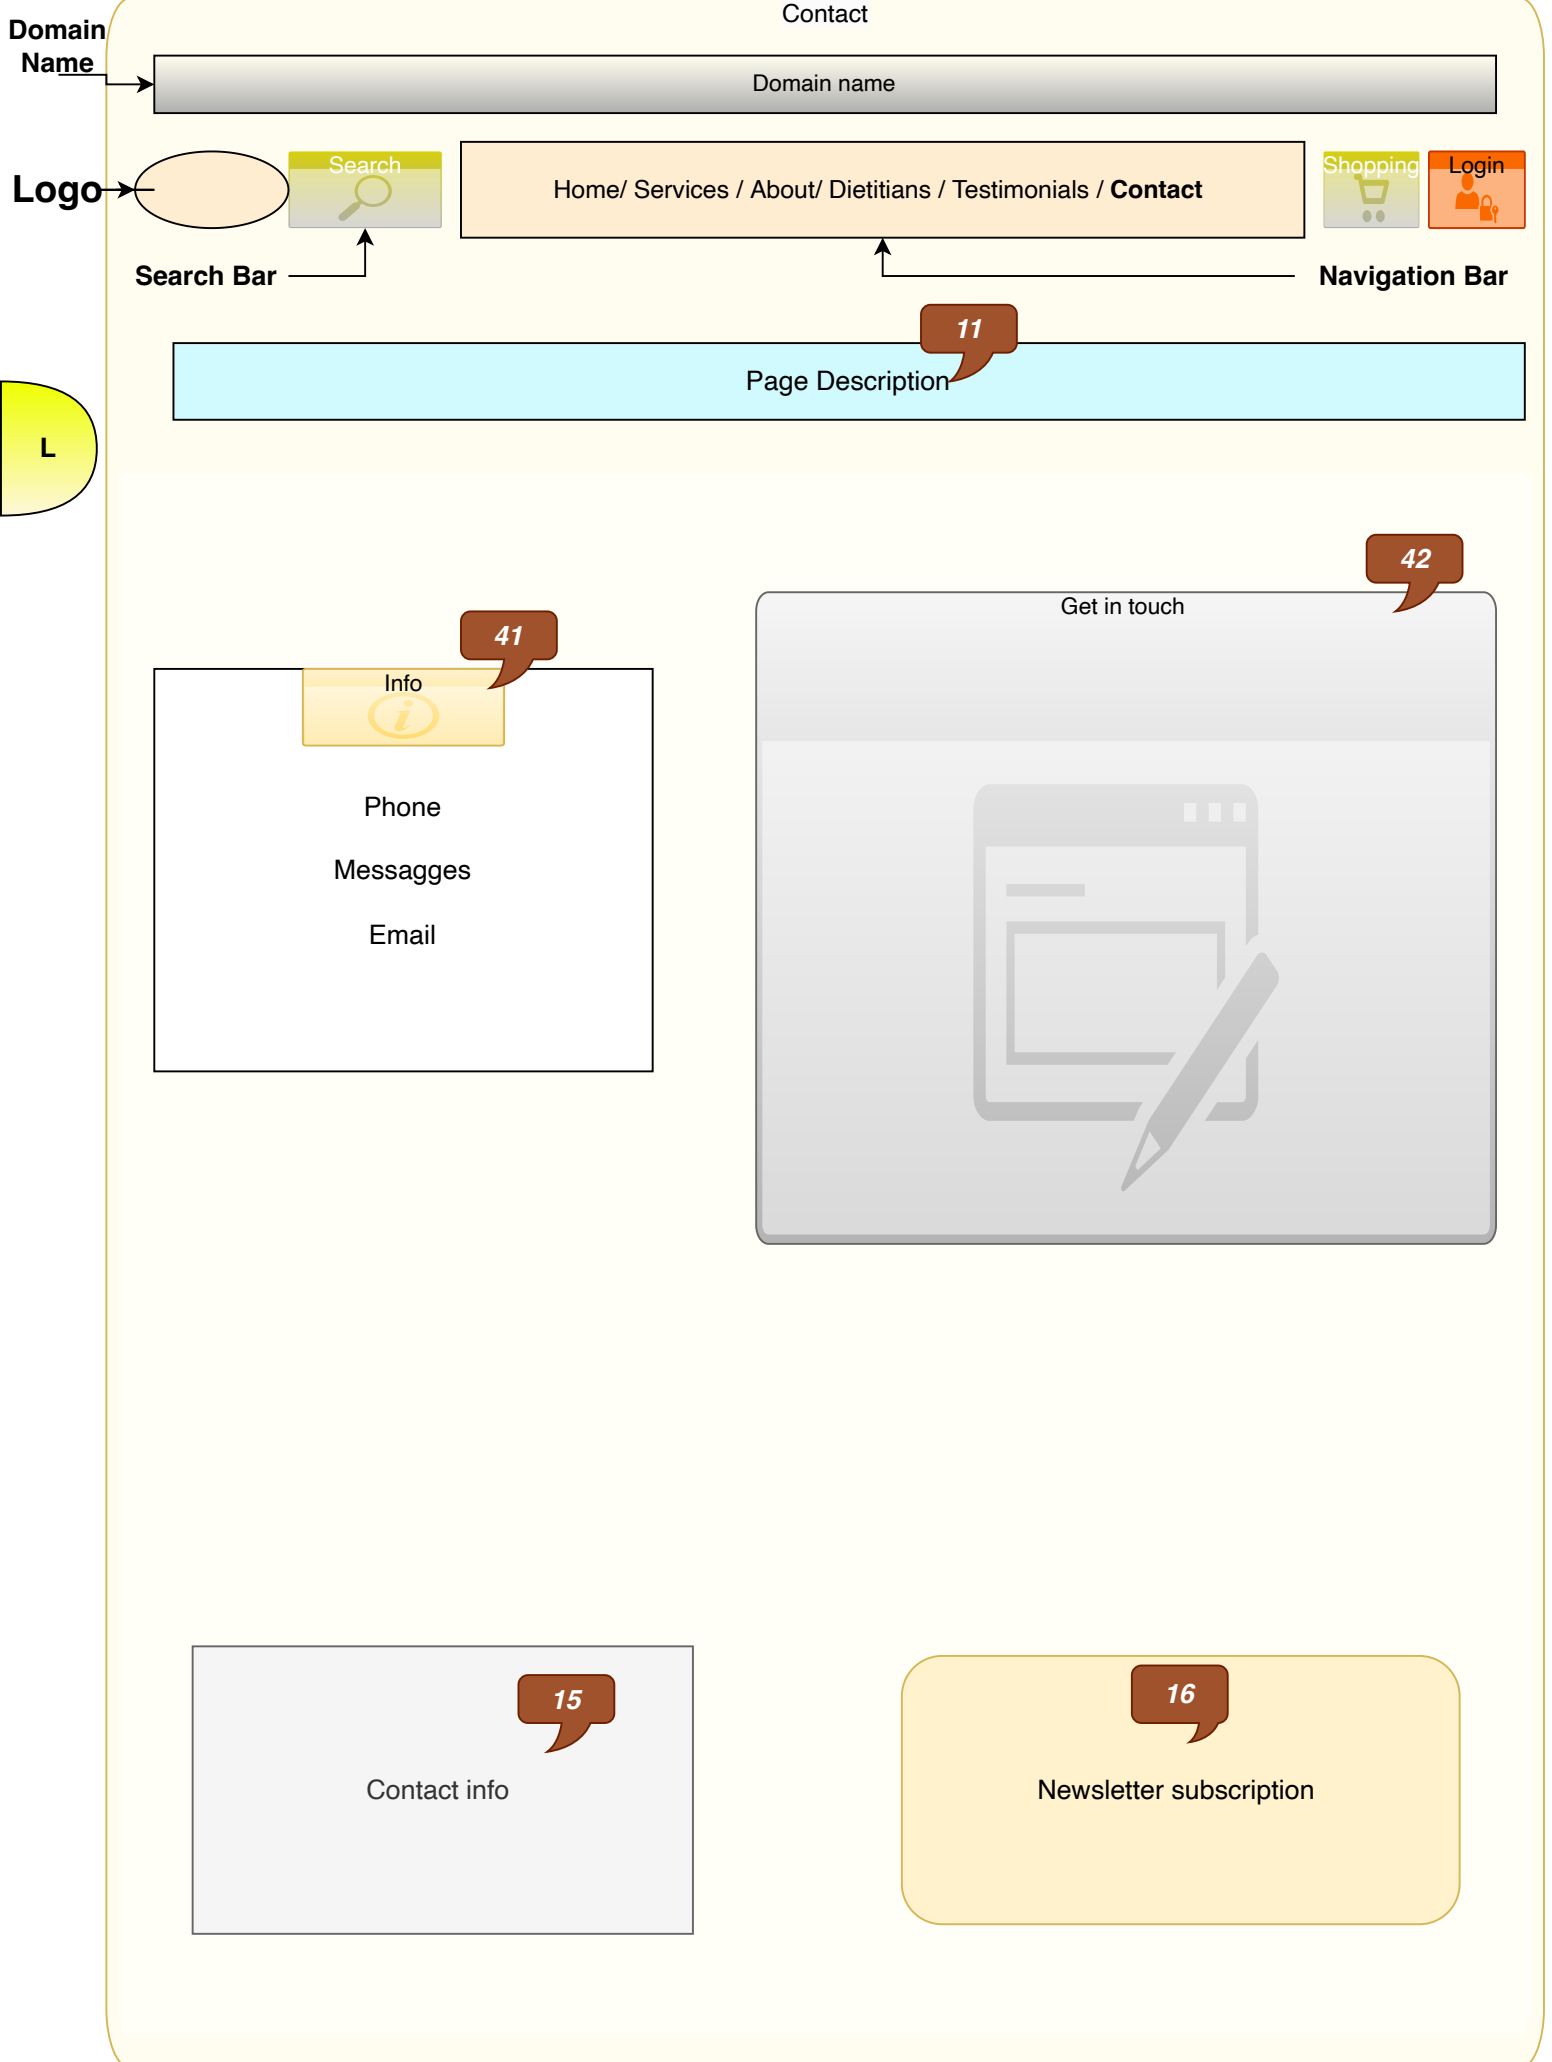 Contact
Domain
Name
Domain name
Logo
Search
Home/ Services / About/ Dietitians / Testimonials / Contact
Shopping
Login
Search Bar
Navigation Bar
11
Page Description
L
42
Get in touch
41
Info
Phone
Messagges
Email
15
Contact info
16
Newsletter subscription